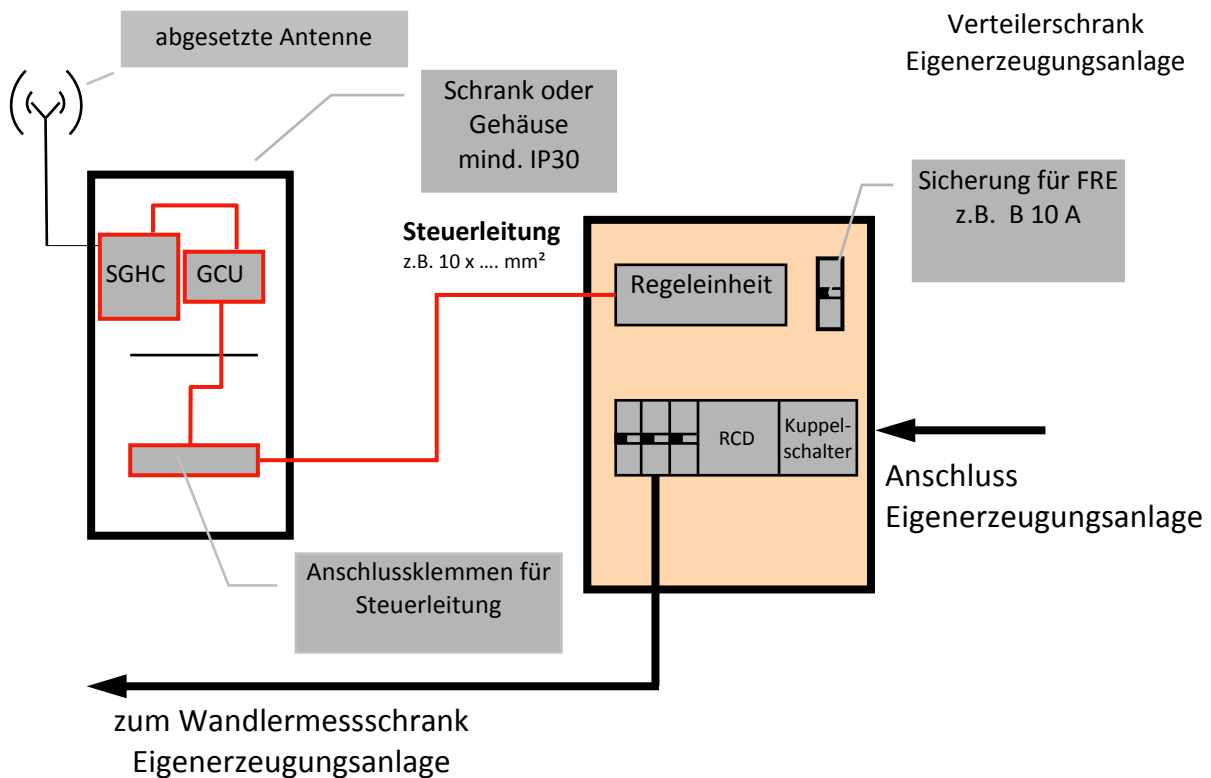 abgesetzte Antenne
Verteilerschrank
Eigenerzeugungsanlage
Schrank oder
Gehäuse
mind. IP30
Sicherung für FRE
z.B. B 10 A
Steuerleitung
z.B. 10 x .... mm²
SGHC
GCU
Regeleinheit
RCD
Kuppel-
schalter
Anschluss
Eigenerzeugungsanlage
Anschlussklemmen für
Steuerleitung
zum Wandlermessschrank
Eigenerzeugungsanlage